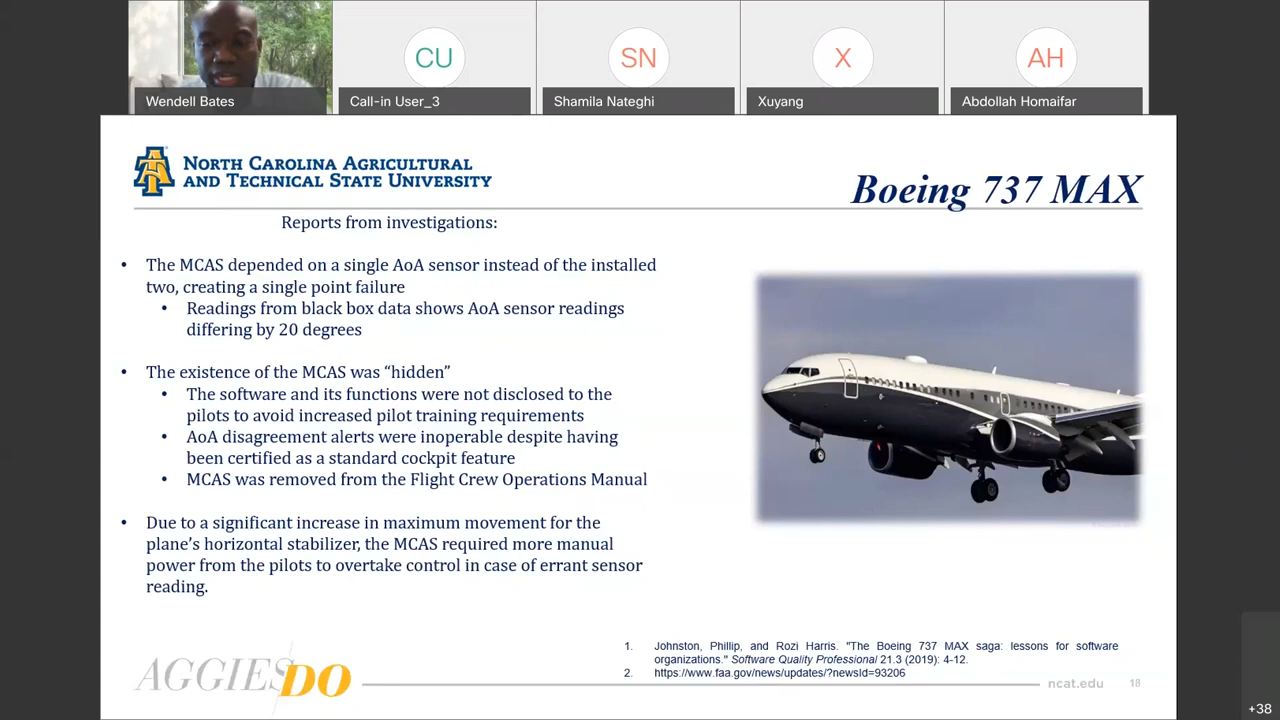 CU
SN
X
AH
Wendell Bates
Call-in User_3
Shamila Nateghi
Xuyang
Abdollah Homaifar
NORTH CAROLINA AGRICULTURAL
AND TECHNICAL STATE UNIVERSITY
Boeing 737 MAX
Reports from investigations:
• The MCAS depended on a single AoA sensor instead of the installed
two, creating a single point failure
• Readings from black box data shows AoA sensor readings
differing by 20 degrees
• The existence of the MCAS was “hidden”
• The software and its functions were not disclosed to the
pilots to avoid increased pilot training requirements
• AoA disagreement alerts were inoperable despite having
been certified as a standard cockpit feature
• MCAS was removed from the Flight Crew Operations Manual
• Due to a significant increase in maximum movement for the
plane’s horizontal stabilizer, the MCAS required more manual
power from the pilots to overtake control in case of errant sensor
reading.
1. Johnston, Phillip, and Rozi Harris. "The Boeing 737 MAX saga: lessons for software
organizations." Software Quality Professional 21.3 (2019): 4-12.
2. https://www.faa.gov/news/updates/?newsId=93206
AGGIES DO
ncat.edu
18
+38